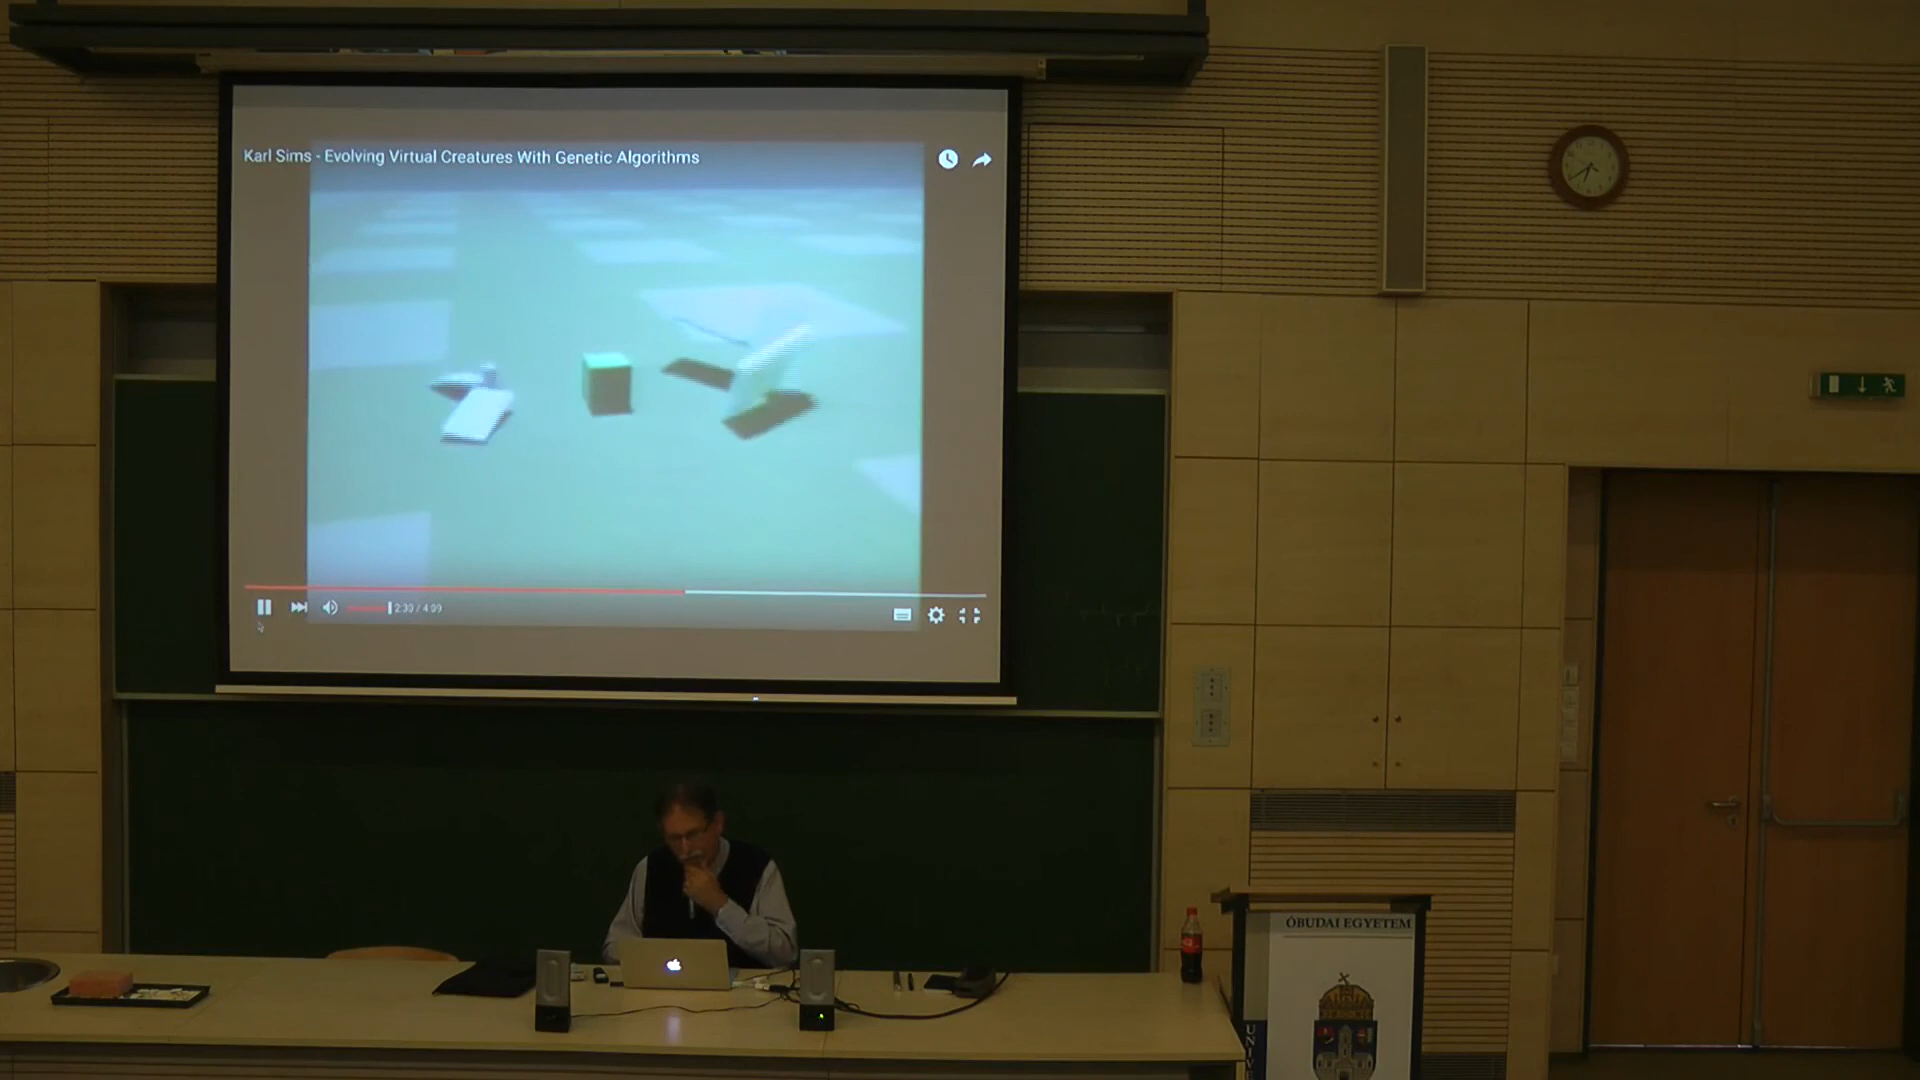 Karl Sims - Evolving Virtual Creatures With Genetic Algorithms
2:30 / 4:09
ÓBUDAI EGYETEM